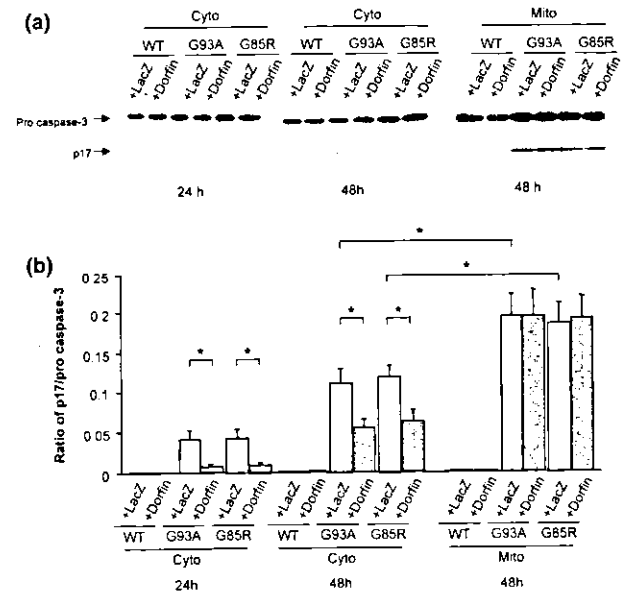 (a)
Cyto Cyto Mito
WT G93A G85R WT G93A G85R WT G93A G85R
+LacZ +Dorfin +LacZ +Dorfin +LacZ +Dorfin +LacZ +Dorfin +LacZ +Dorfin +LacZ +Dorfin +LacZ +Dorfin +LacZ +Dorfin +LacZ +Dorfin
Pro caspase-3
p17
24 h 48h 48 h
(b)
Ratio of p17/pro caspase-3
0 25
0 2
0.15
0.1
0 05
0
* * * * * *
+LacZ +Dorfin +LacZ +Dorfin +LacZ +Dorfin +LacZ +Dorfin +LacZ +Dorfin +LacZ +Dorfin +LacZ +Dorfin +LacZ +Dorfin +LacZ +Dorfin
WT G93A G85R WT G93A G85R WT G93A G85R
Cyto Cyto Mito
24h 48h 48h